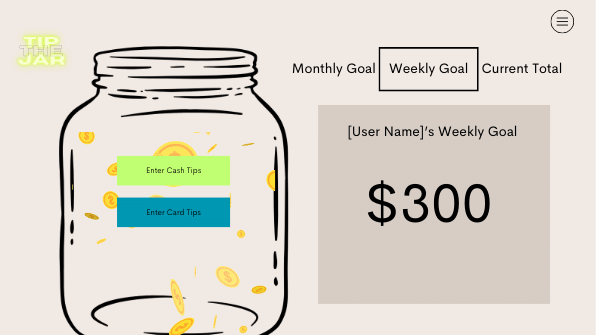 TIP
THE
JAR
Monthly Goal
Weekly Goal
Current Total
[User Name]'s Weekly Goal
$300
Enter Cash Tips
Enter Card Tips